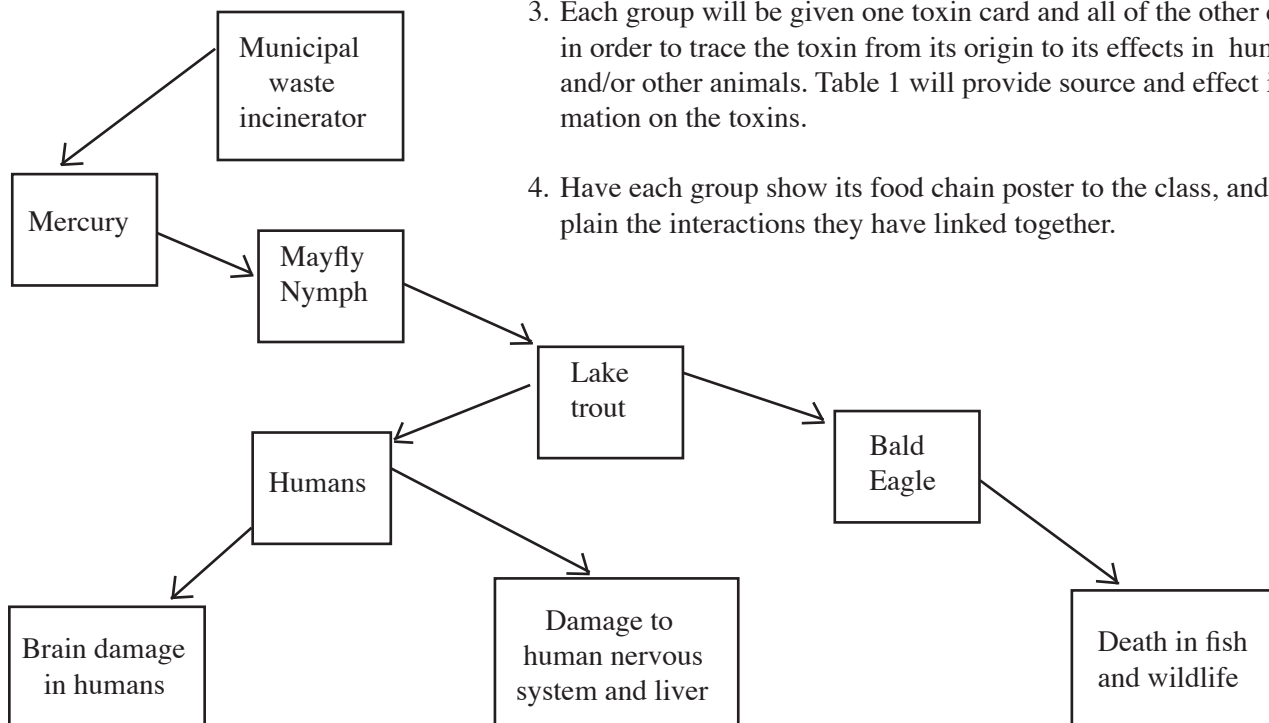 3. Each group will be given one toxin card and all of the other
in order to trace the toxin from its origin to its effects in
and/or other animals. Table 1 will provide source and effect
mation on the toxins.
4. Have each group show its food chain poster to the class, and
plain the interactions they have linked together.
Municipal
waste
incinerator
Mercury
Mayfly
Nymph
Lake
trout
Humans
Bald
Eagle
Brain damage
in humans
Damage to
human nervous
system and liver
Death in fish
and wildlife